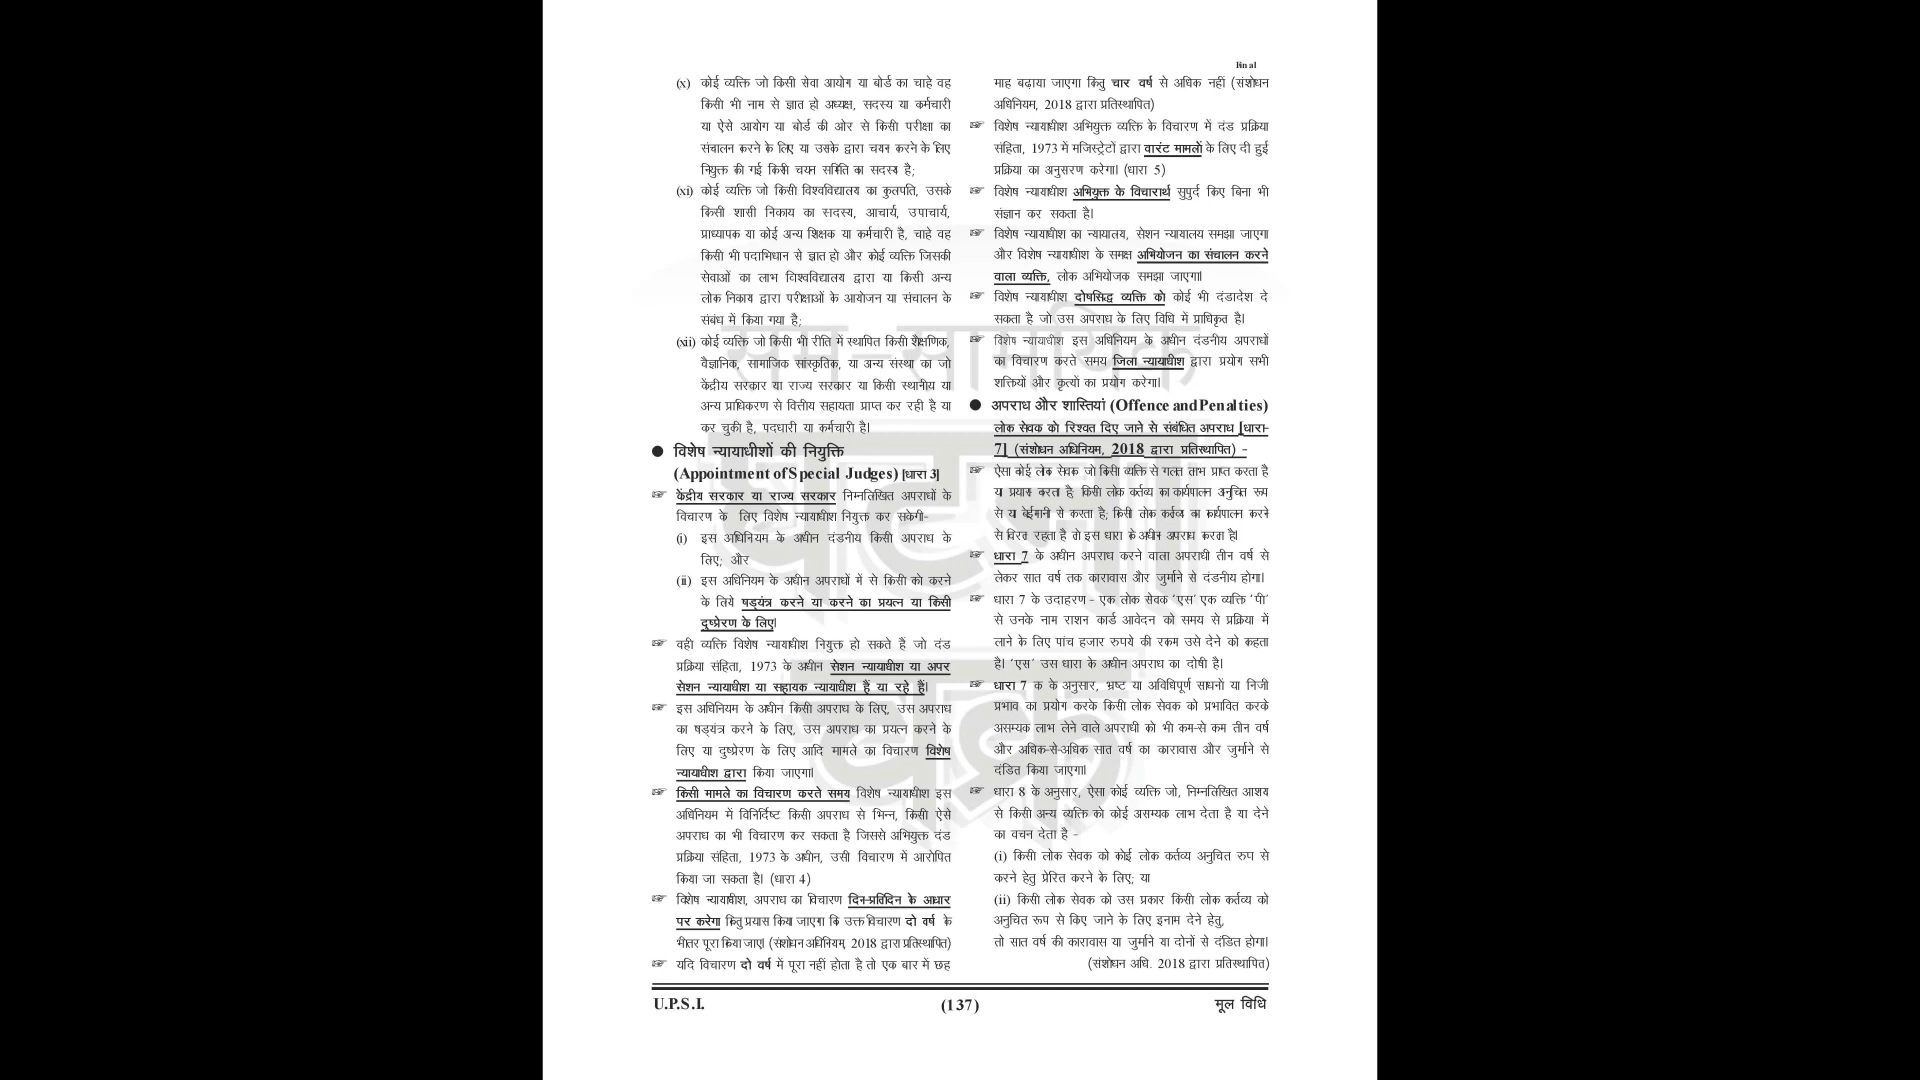 Final
(x) कोई व्यक्ति जो किसी सेवा आयोग या बोर्ड का चाहे वह
किसी भी नाम से ज्ञात हो अध्यक्ष, सदस्य या कर्मचारी
या ऐसे आयोग या बोर्ड की ओर से किसी परीक्षा का
संचालन करने के लिए या उसके द्वारा चयन करने के लिए
नियुक्त की गई किसी चयन समिति का सदस्य है;
(xi) कोई व्यक्ति जो किसी विश्वविद्यालय का कुलपति, उसके
किसी शासी निकाय का सदस्य, आचार्य, उपाचार्य,
प्राध्यापक या कोई अन्य शिक्षक या कर्मचारी है, चाहे वह
किसी भी पदाभिधान से ज्ञात हो और कोई व्यक्ति जिसकी
सेवाओं का लाभ विश्वविद्यालय द्वारा या किसी अन्य
लोक निकाय द्वारा परीक्षाओं के आयोजन या संचालन के
संबंध में किया गया है;
(xii) कोई व्यक्ति जो किसी भी रीति में स्थापित किसी शैक्षणिक,
वैज्ञानिक, सामाजिक सांस्कृतिक, या अन्य संस्था का जो
केंद्रीय सरकार या राज्य सरकार या किसी स्थानीय या
अन्य प्राधिकरण से वित्तीय सहायता प्राप्त कर रही है या
कर चुकी है, पदधारी या कर्मचारी है।
● विशेष न्यायाधीशों की नियुक्ति
(Appointment of Special Judges) [धारा 3]
☞ केंद्रीय सरकार या राज्य सरकार निम्नलिखित अपराधों के
विचारण के लिए विशेष न्यायाधीश नियुक्त कर सकेगी-
(i) इस अधिनियम के अधीन दंडनीय किसी अपराध के
लिए; और
(ii) इस अधिनियम के अधीन अपराधों में से किसी को करने
के लिये षड्यंत्र करने या करने का प्रयत्न या किसी
दुष्प्रेरण के लिए।
☞ वही व्यक्ति विशेष न्यायाधीश नियुक्त हो सकते हैं जो दंड
प्रक्रिया संहिता, 1973 के अधीन सेशन न्यायाधीश या अपर
सेशन न्यायाधीश या सहायक न्यायाधीश हैं या रहे हैं।
☞ इस अधिनियम के अधीन किसी अपराध के लिए, उस अपराध
का षड्यंत्र करने के लिए, उस अपराध का प्रयत्न करने के
लिए या दुष्प्रेरण के लिए आदि मामले का विचारण विशेष
न्यायाधीश द्वारा किया जाएगा।
☞ किसी मामले का विचारण करते समय विशेष न्यायाधीश इस
अधिनियम में विनिर्दिष्ट किसी अपराध से भिन्न, किसी ऐसे
अपराध का भी विचारण कर सकता है जिससे अभियुक्त दंड
प्रक्रिया संहिता, 1973 के अधीन, उसी विचारण में आरोपित
किया जा सकता है। (धारा 4)
☞ विशेष न्यायाधीश, अपराध का विचारण दिन-प्रतिदिन के आधार
पर करेगा किंतु प्रयास किया जाएगा कि उक्त विचारण दो वर्ष के
भीतर पूरा किया जाए। (संशोधन अधिनियम, 2018 द्वारा प्रतिस्थापित)
☞ यदि विचारण दो वर्ष में पूरा नहीं होता है तो एक बार में छह
माह बढ़ाया जाएगा किंतु चार वर्ष से अधिक नहीं (संशोधन
अधिनियम, 2018 द्वारा प्रतिस्थापित)
☞ विशेष न्यायाधीश अभियुक्त व्यक्ति के विचारण में दंड प्रक्रिया
संहिता, 1973 में मजिस्ट्रेटों द्वारा वारंट मामलों के लिए दी हुई
प्रक्रिया का अनुसरण करेगा। (धारा 5)
☞ विशेष न्यायाधीश अभियुक्त के विचारार्थ सुपुर्द किए बिना भी
संज्ञान कर सकता है।
☞ विशेष न्यायाधीश का न्यायालय, सेशन न्यायालय समझा जाएगा
और विशेष न्यायाधीश के समक्ष अभियोजन का संचालन करने
वाला व्यक्ति, लोक अभियोजक समझा जाएगा।
☞ विशेष न्यायाधीश दोषसिद्ध व्यक्ति को कोई भी दंडादेश दे
सकता है जो उस अपराध के लिए विधि में प्राधिकृत है।
☞ विशेष न्यायाधीश इस अधिनियम के अधीन दंडनीय अपराधों
का विचारण करते समय जिला न्यायाधीश द्वारा प्रयोग सभी
शक्तियों और कृत्यों का प्रयोग करेगा।
● अपराध और शास्तियां (Offence and Penalties)
लोक सेवक को रिश्वत दिए जाने से संबंधित अपराध [धारा-
7] (संशोधन अधिनियम, 2018 द्वारा प्रतिस्थापित) -
☞ ऐसा कोई लोक सेवक जो किसी व्यक्ति से गलत लाभ प्राप्त करता है
या प्रयास करता है; किसी लोक कर्तव्य का कार्यपालन अनुचित रूप
से या बेईमानी से करता है; किसी लोक कर्तव्य का कार्यपालन करने
से विरत रहता है तो इस धारा के अधीन अपराध करता है।
☞ धारा 7 के अधीन अपराध करने वाला अपराधी तीन वर्ष से
लेकर सात वर्ष तक कारावास और जुर्माने से दंडनीय होगा।
☞ धारा 7 के उदाहरण - एक लोक सेवक 'एस' एक व्यक्ति 'पी'
से उनके नाम राशन कार्ड आवेदन को समय से प्रक्रिया में
लाने के लिए पांच हजार रुपये की रकम उसे देने को कहता
है। 'एस' उस धारा के अधीन अपराध का दोषी है।
☞ धारा 7 क के अनुसार, भ्रष्ट या अविधिपूर्ण साधनों या निजी
प्रभाव का प्रयोग करके किसी लोक सेवक को प्रभावित करके
असम्यक लाभ लेने वाले अपराधी को भी कम-से कम तीन वर्ष
और अधिक-से-अधिक सात वर्ष का कारावास और जुर्माने से
दंडित किया जाएगा।
☞ धारा 8 के अनुसार, ऐसा कोई व्यक्ति जो, निम्नलिखित आशय
से किसी अन्य व्यक्ति को कोई असम्यक लाभ देता है या देने
का वचन देता है -
(i) किसी लोक सेवक को कोई लोक कर्तव्य अनुचित रुप से
करने हेतु प्रेरित करने के लिए; या
(ii) किसी लोक सेवक को उस प्रकार किसी लोक कर्तव्य को
अनुचित रूप से किए जाने के लिए इनाम देने हेतु,
तो सात वर्ष की कारावास या जुर्माने या दोनों से दंडित होगा।
(संशोधन अधि. 2018 द्वारा प्रतिस्थापित)
सम-सामयिक
घटना
चक्र
U.P.S.I.
(137)
मूल विधि